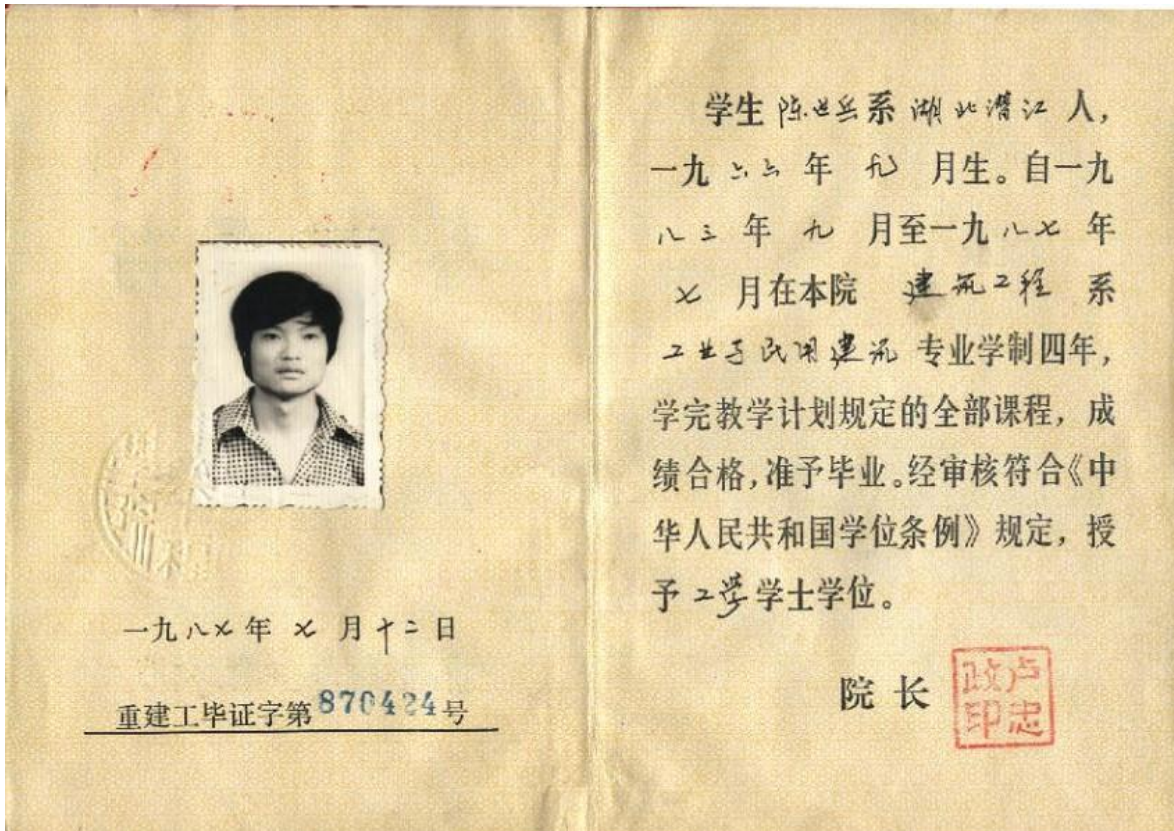 一九八七年七月十二日
重建工毕证字第870424号
学生陈世兵系湖北潜江人,
一九六六年九月生。自一九
八三年九月至一九八七年
七月在本院 建筑工程 系
工业与民用建筑专业学制四年,
学完教学计划规定的全部课程,成
绩合格,准予毕业。经审核符合《中
华人民共和国学位条例》规定,授
予工学学士学位。
院长
卢忠政印